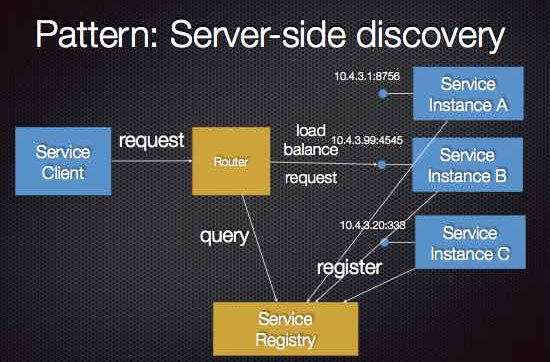 Pattern: Server-side discovery
10.4.3.1:8756
Service
Instance A
Service
Client
request
Router
load
balance
request
10.4.3.99:4545
Service
Instance B
query
10.4.3.20:333
Service
Instance C
register
Service
Registry